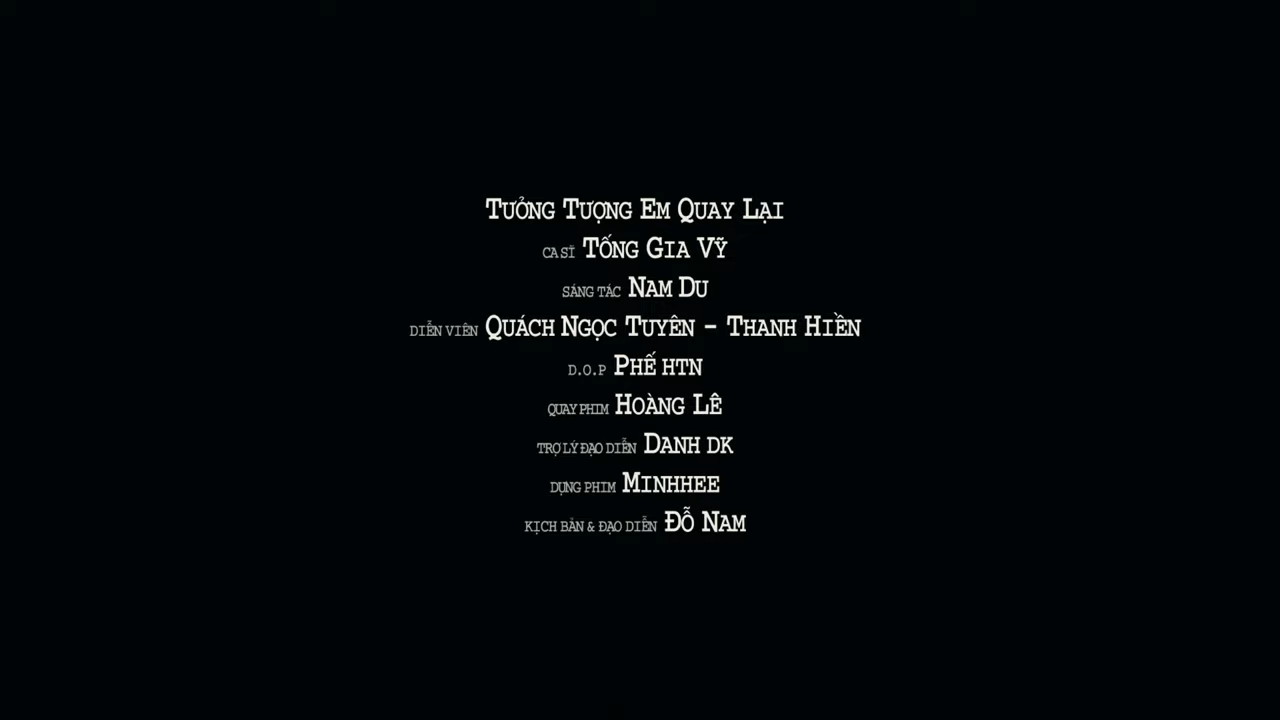 Tưởng Tượng Em Quay Lại
CA SĨ Tống Gia Vỹ
SÁNG TÁC Nam Du
DIỄN VIÊN Quách Ngọc Tuyên - Thanh Hiền
D.O.P Phế HTN
QUAY PHIM Hoàng Lê
TRỢ LÝ ĐẠO DIỄN Danh DK
DỰNG PHIM Minhhee
KỊCH BẢN & ĐẠO DIỄN Đỗ Nam